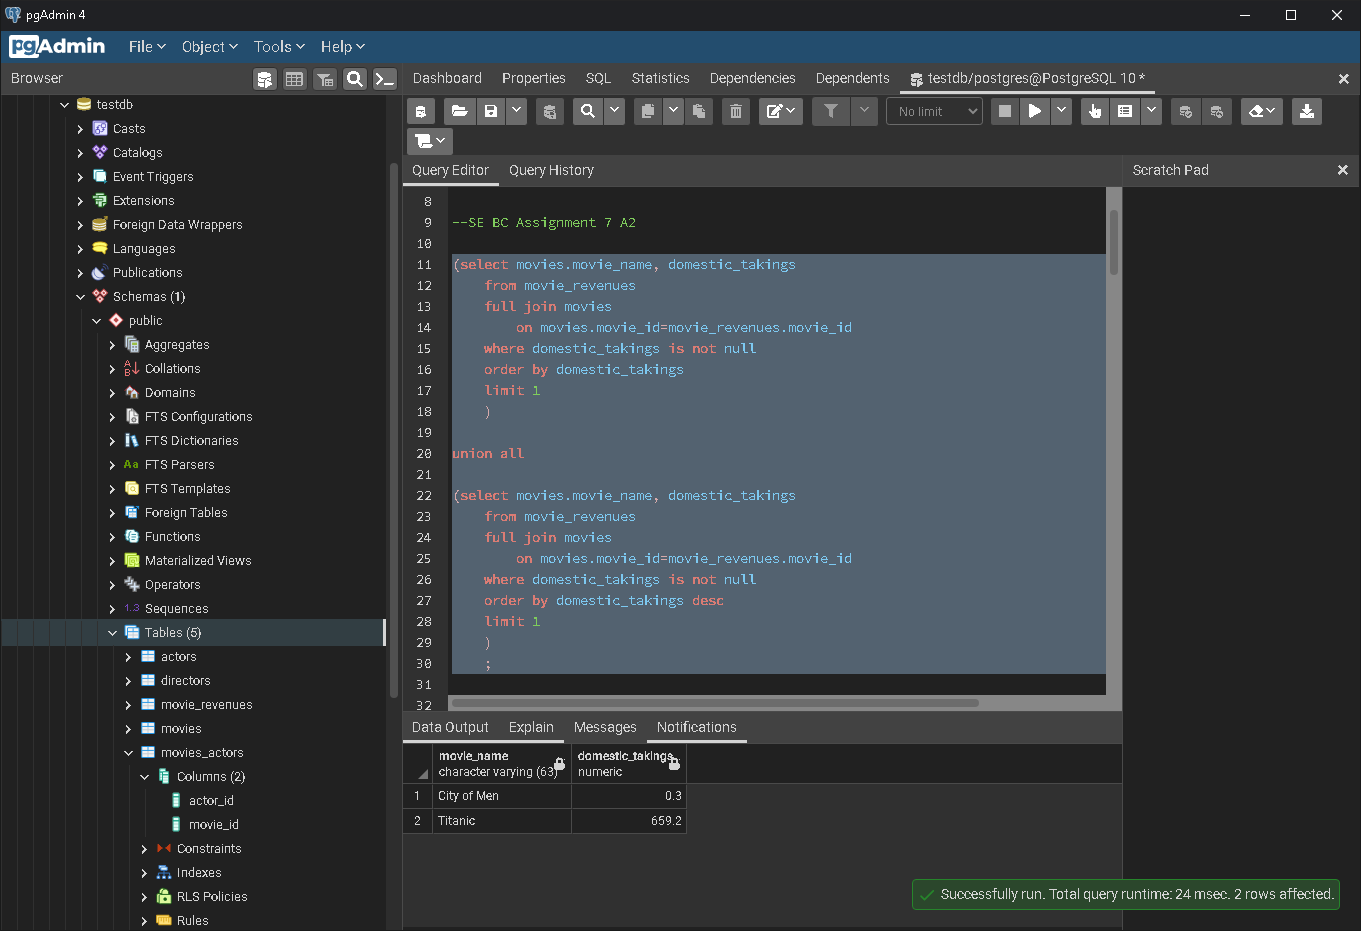 pgAdmin 4
pgAdmin File Object Tools Help
Browser
Dashboard Properties SQL Statistics Dependencies Dependents testdb/postgres@PostgreSQL 10 *
No limit
testdb
Casts
Catalogs
Event Triggers
Extensions
Foreign Data Wrappers
Languages
Publications
Schemas (1)
public
Aggregates
Collations
Domains
FTS Configurations
FTS Dictionaries
Aa FTS Parsers
FTS Templates
Foreign Tables
Functions
Materialized Views
Operators
1.3 Sequences
Tables (5)
actors
directors
movie_revenues
movies
movies_actors
Columns (2)
actor_id
movie_id
Constraints
Indexes
RLS Policies
Rules
Query Editor Query History
Scratch Pad
8
9 --SE BC Assignment 7 A2
10
11 (select movies.movie_name, domestic_takings
12 from movie_revenues
13 full join movies
14 on movies.movie_id=movie_revenues.movie_id
15 where domestic_takings is not null
16 order by domestic_takings
17 limit 1
18 )
19
20 union all
21
22 (select movies.movie_name, domestic_takings
23 from movie_revenues
24 full join movies
25 on movies.movie_id=movie_revenues.movie_id
26 where domestic_takings is not null
27 order by domestic_takings desc
28 limit 1
29 )
30 ;
31
32
Data Output Explain Messages Notifications
movie_name domestic_takings
character varying (63) numeric
1 City of Men 0.3
2 Titanic 659.2
Successfully run. Total query runtime: 24 msec. 2 rows affected.